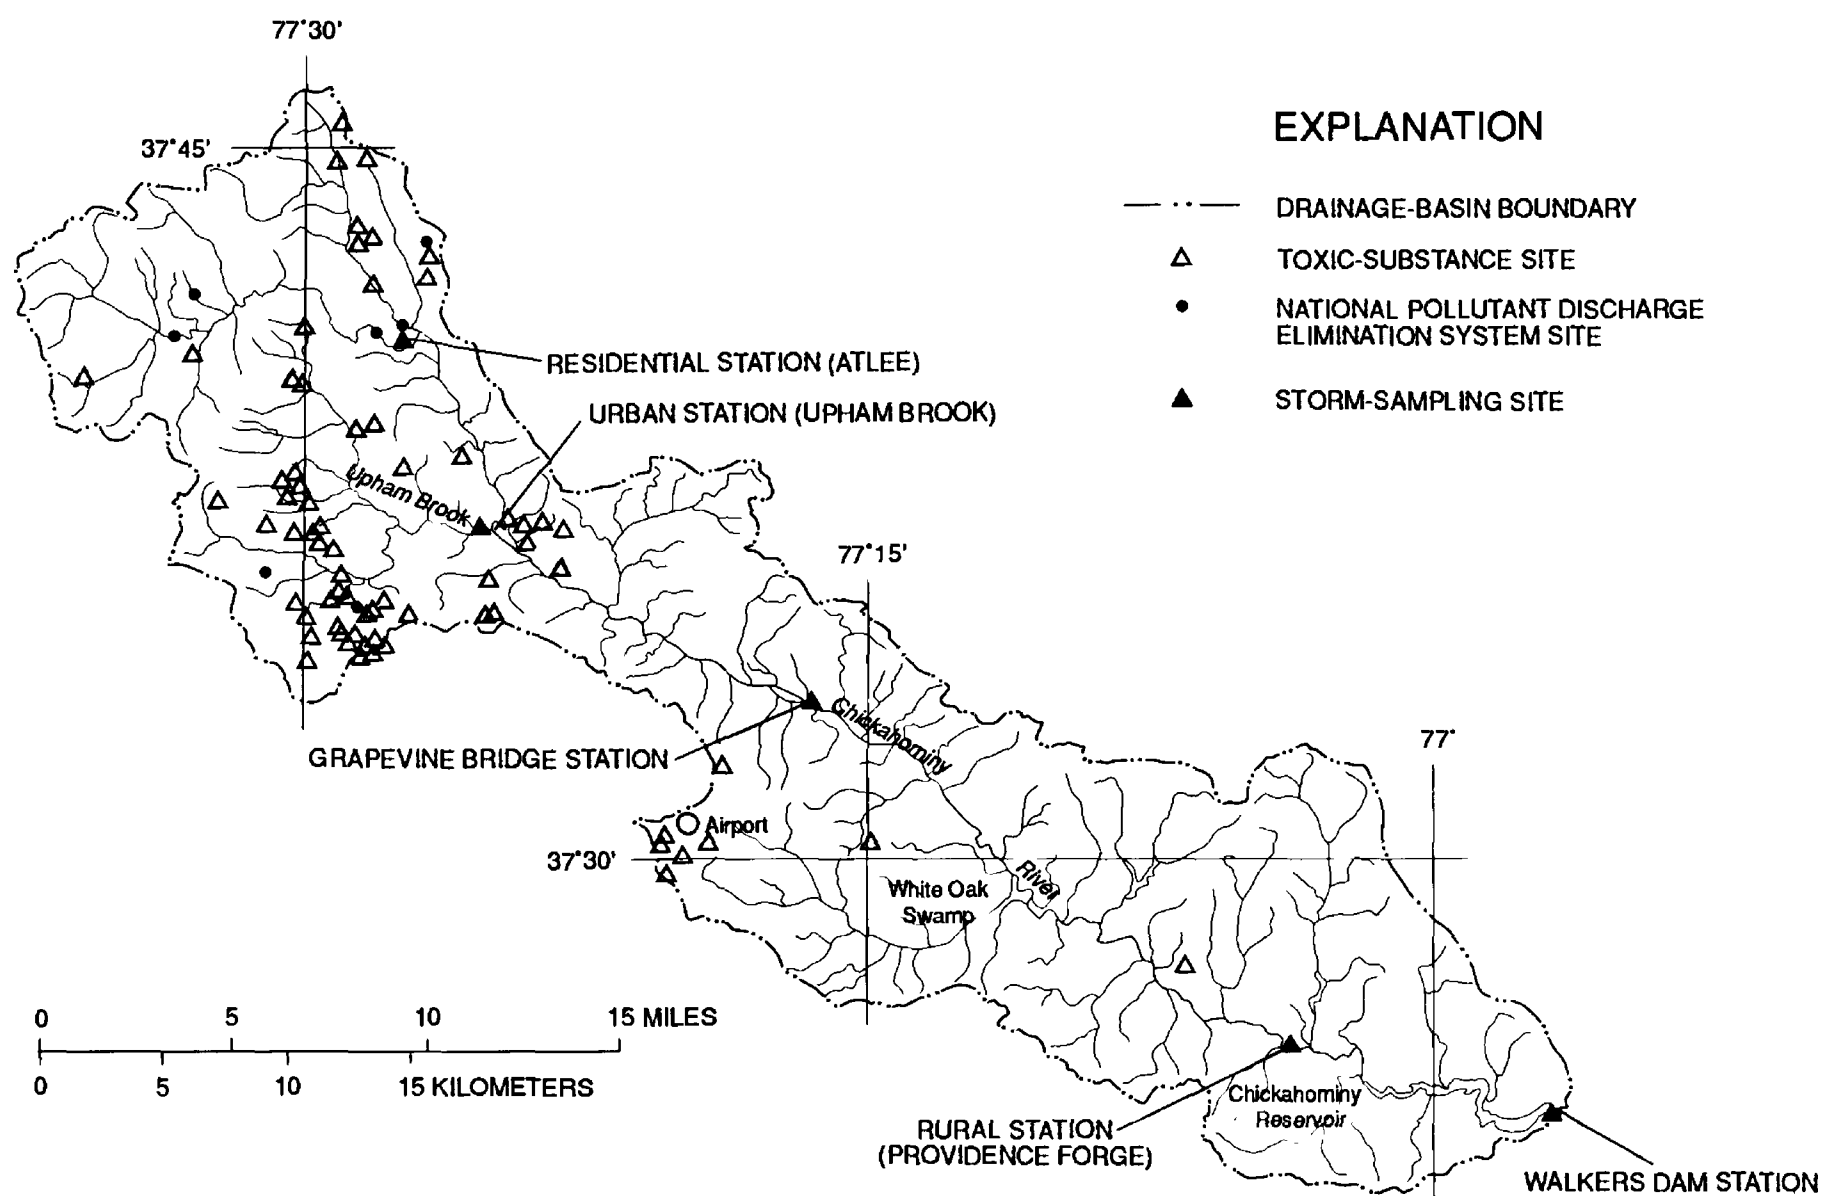 77°30'
37°45'
EXPLANATION
DRAINAGE-BASIN BOUNDARY
TOXIC-SUBSTANCE SITE
NATIONAL POLLUTANT DISCHARGE
ELIMINATION SYSTEM SITE
STORM-SAMPLING SITE
RESIDENTIAL STATION (ATLEE)
URBAN STATION (UPHAM BROOK)
Upham Brook
77°15'
Chickahominy
River
GRAPEVINE BRIDGE STATION
77°
Airport
37°30'
White Oak
Swamp
0 5 10 15 MILES
0 5 10 15 KILOMETERS
Chickahominy
Reservoir
RURAL STATION
(PROVIDENCE FORGE)
WALKERS DAM STATION